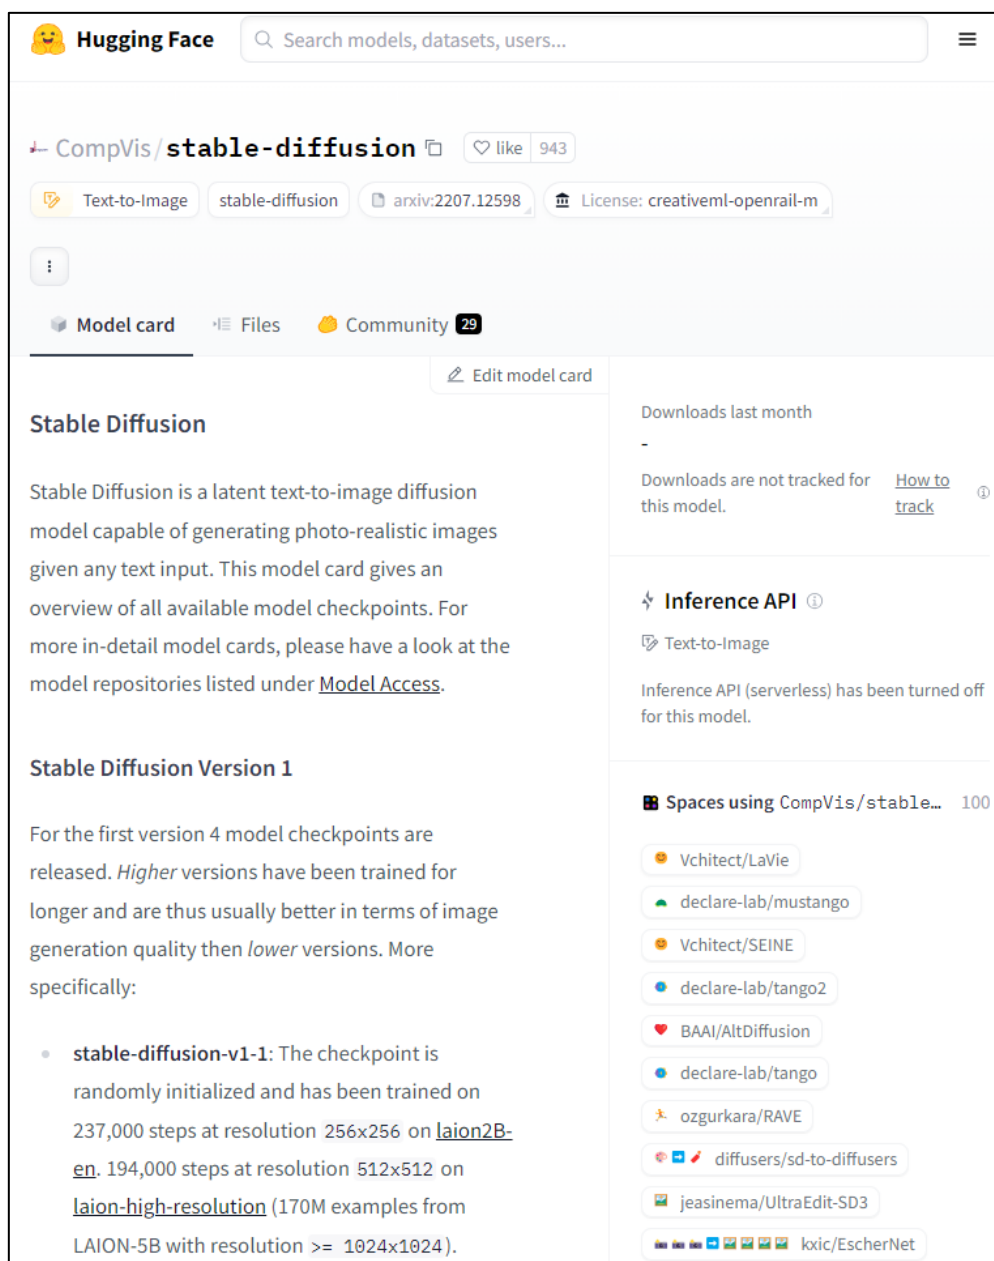 Hugging Face
Search models, datasets, users...
CompVis/stable-diffusion
like 943
Text-to-Image
stable-diffusion
arxiv:2207.12598
License: creativeml-openrail-m
Model card
Files
Community 29
Edit model card
Stable Diffusion
Stable Diffusion is a latent text-to-image diffusion
model capable of generating photo-realistic images
given any text input. This model card gives an
overview of all available model checkpoints. For
more in-detail model cards, please have a look at the
model repositories listed under Model Access.
Stable Diffusion Version 1
For the first version 4 model checkpoints are
released. Higher versions have been trained for
longer and are thus usually better in terms of image
generation quality then lower versions. More
specifically:
stable-diffusion-v1-1: The checkpoint is
randomly initialized and has been trained on
237,000 steps at resolution 256x256 on laion2B-
en. 194,000 steps at resolution 512x512 on
laion-high-resolution (170M examples from
LAION-5B with resolution >= 1024x1024).
Downloads last month
-
Downloads are not tracked for
this model.
How to
track
Inference API
Text-to-Image
Inference API (serverless) has been turned off
for this model.
Spaces using CompVis/stable… 100
Vchitect/LaVie
declare-lab/mustango
Vchitect/SEINE
declare-lab/tango2
BAAI/AltDiffusion
declare-lab/tango
ozgurkara/RAVE
diffusers/sd-to-diffusers
jeasinema/UltraEdit-SD3
kxic/EscherNet